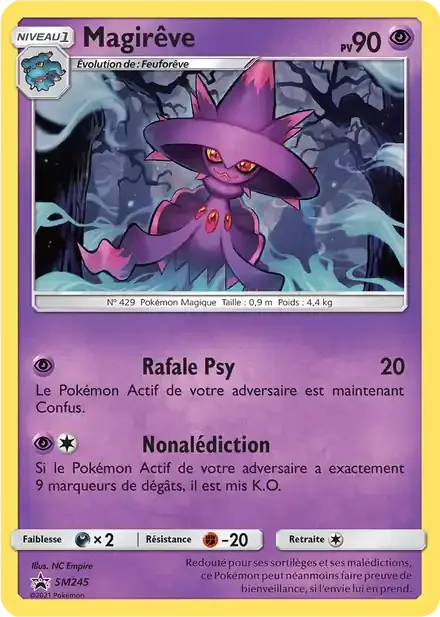 NIVEAU 1
Magirêve
PV90
Évolution de : Feuforêve
N° 429 Pokémon Magique Taille : 0,9 m Poids : 4,4 kg
Rafale Psy 20
Le Pokémon Actif de votre adversaire est maintenant
Confus.
Nonalédiction
Si le Pokémon Actif de votre adversaire a exactement
9 marqueurs de dégâts, il est mis K.O.
Faiblesse ×2 Résistance -20 Retraite
Illus. NC Empire
SM245
©2021 Pokémon
Redouté pour ses sortilèges et ses malédictions,
ce Pokémon peut néanmoins faire preuve de
bienveillance, si l'envie lui en prend.